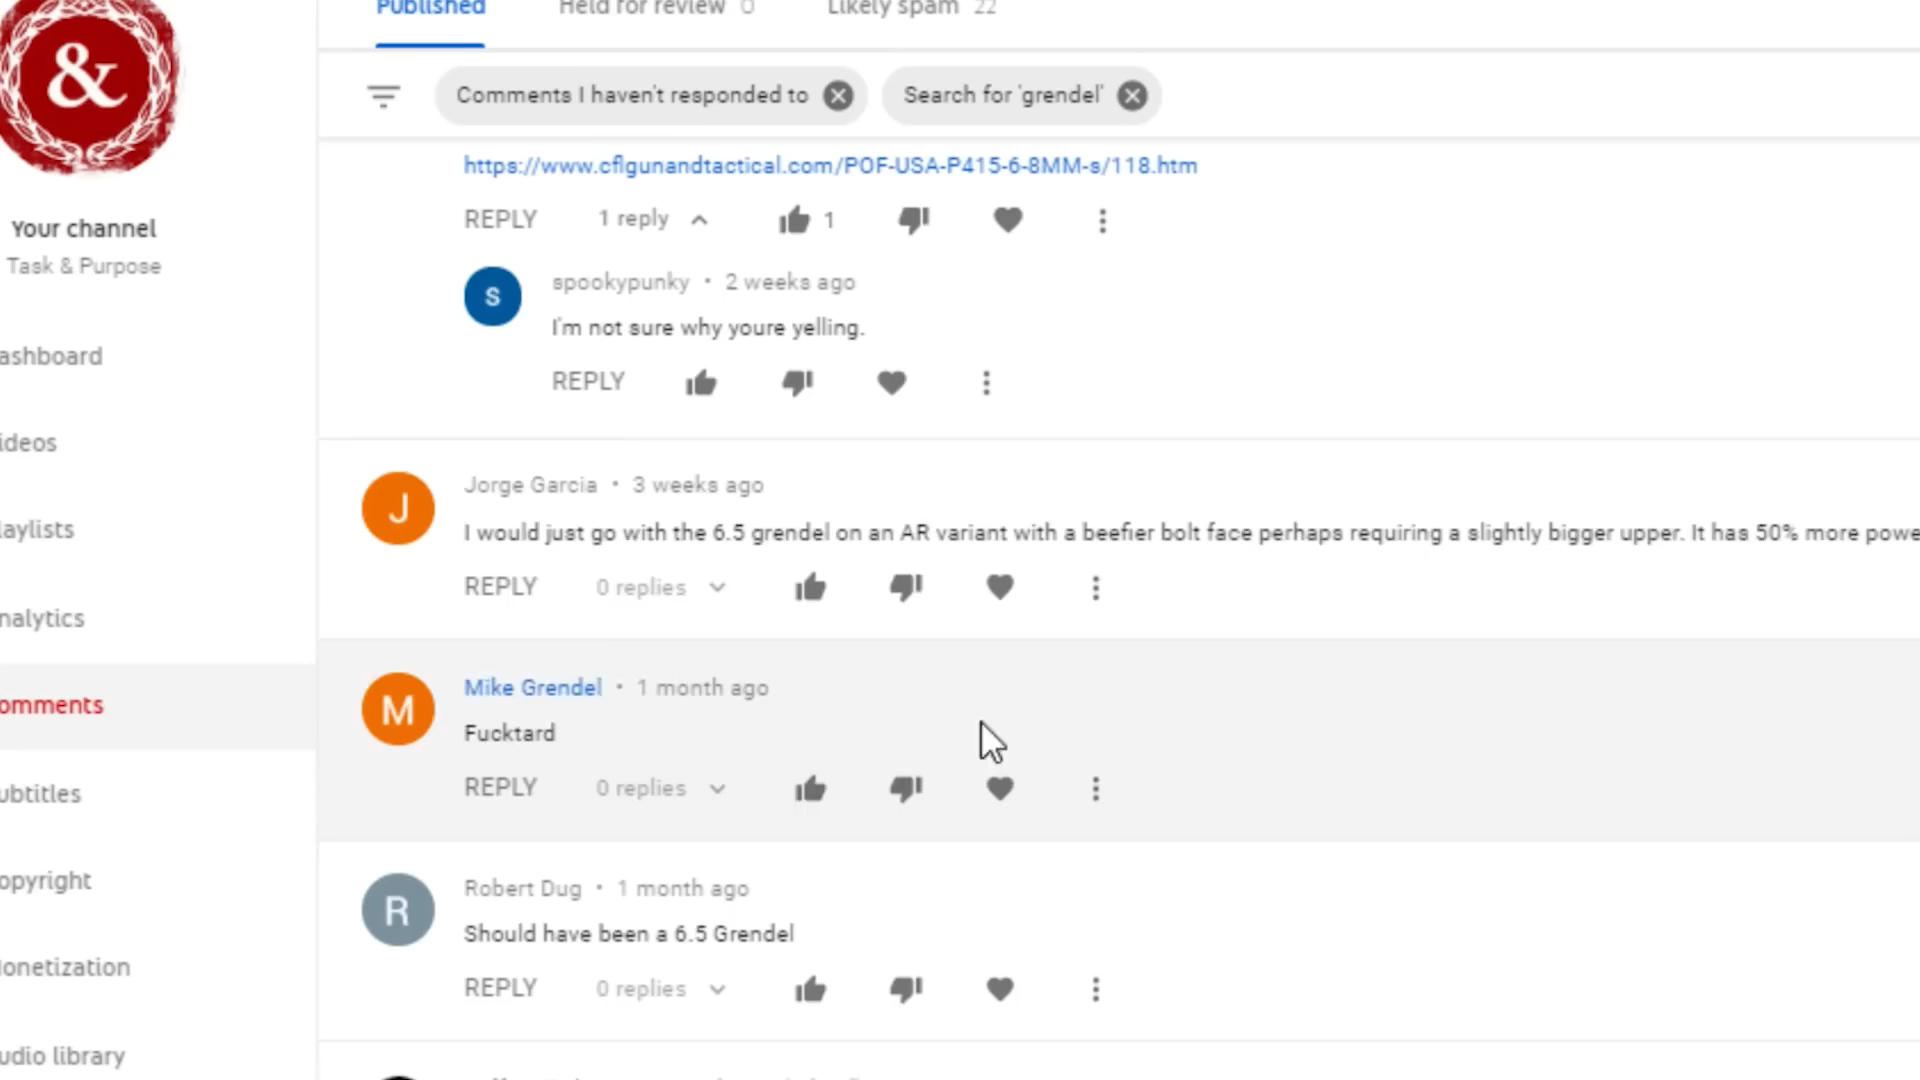 Published Held for review 0 Likely spam 22
&
Comments I haven't responded to Search for 'grendel'
https://www.cflgunandtactical.com/POF-USA-P415-6-8MM-s/118.htm
REPLY 1 reply 1
Your channel
Task & Purpose
S
spookypunky • 2 weeks ago
I'm not sure why youre yelling.
REPLY
ashboard
ideos
laylists
nalytics
omments
ubtitles
opyright
onetization
udio library
J
Jorge Garcia • 3 weeks ago
I would just go with the 6.5 grendel on an AR variant with a beefier bolt face perhaps requiring a slightly bigger upper. It has 50% more powe
REPLY 0 replies
M
Mike Grendel • 1 month ago
Fucktard
REPLY 0 replies
R
Robert Dug • 1 month ago
Should have been a 6.5 Grendel
REPLY 0 replies